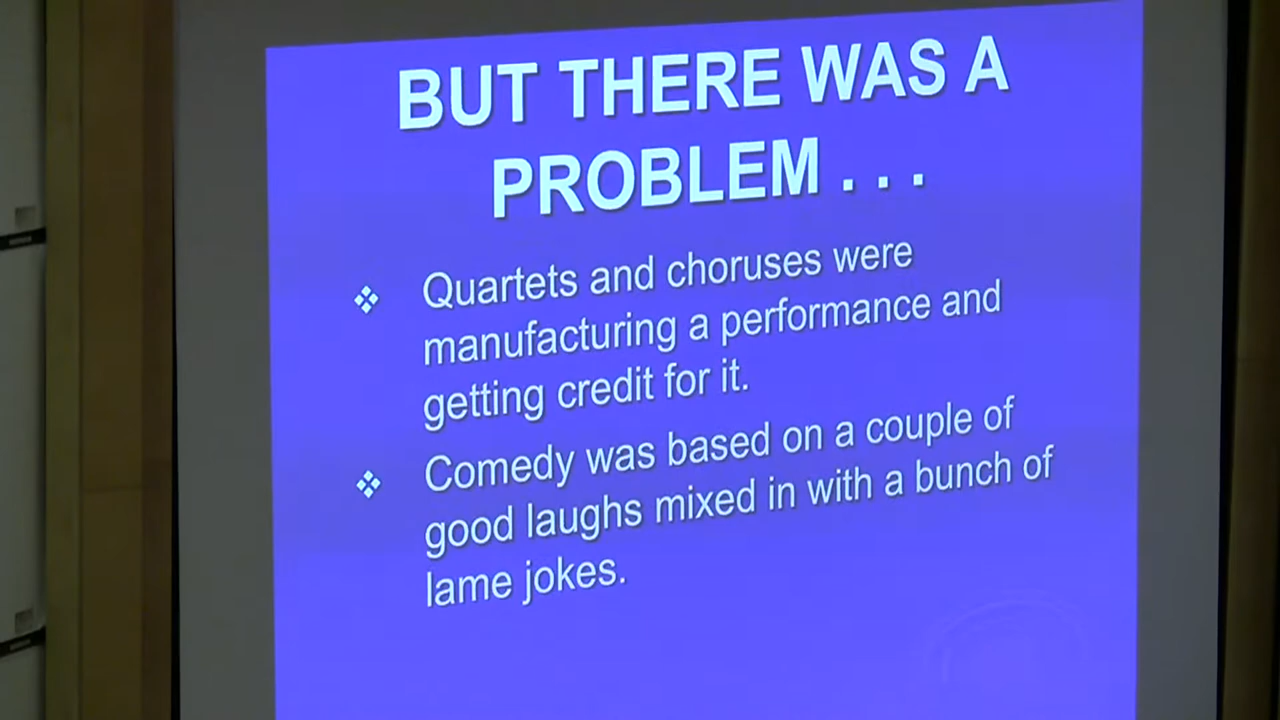 BUT THERE WAS A
PROBLEM . . .
Quartets and choruses were
manufacturing a performance and
getting credit for it.
Comedy was based on a couple of
good laughs mixed in with a bunch of
lame jokes.